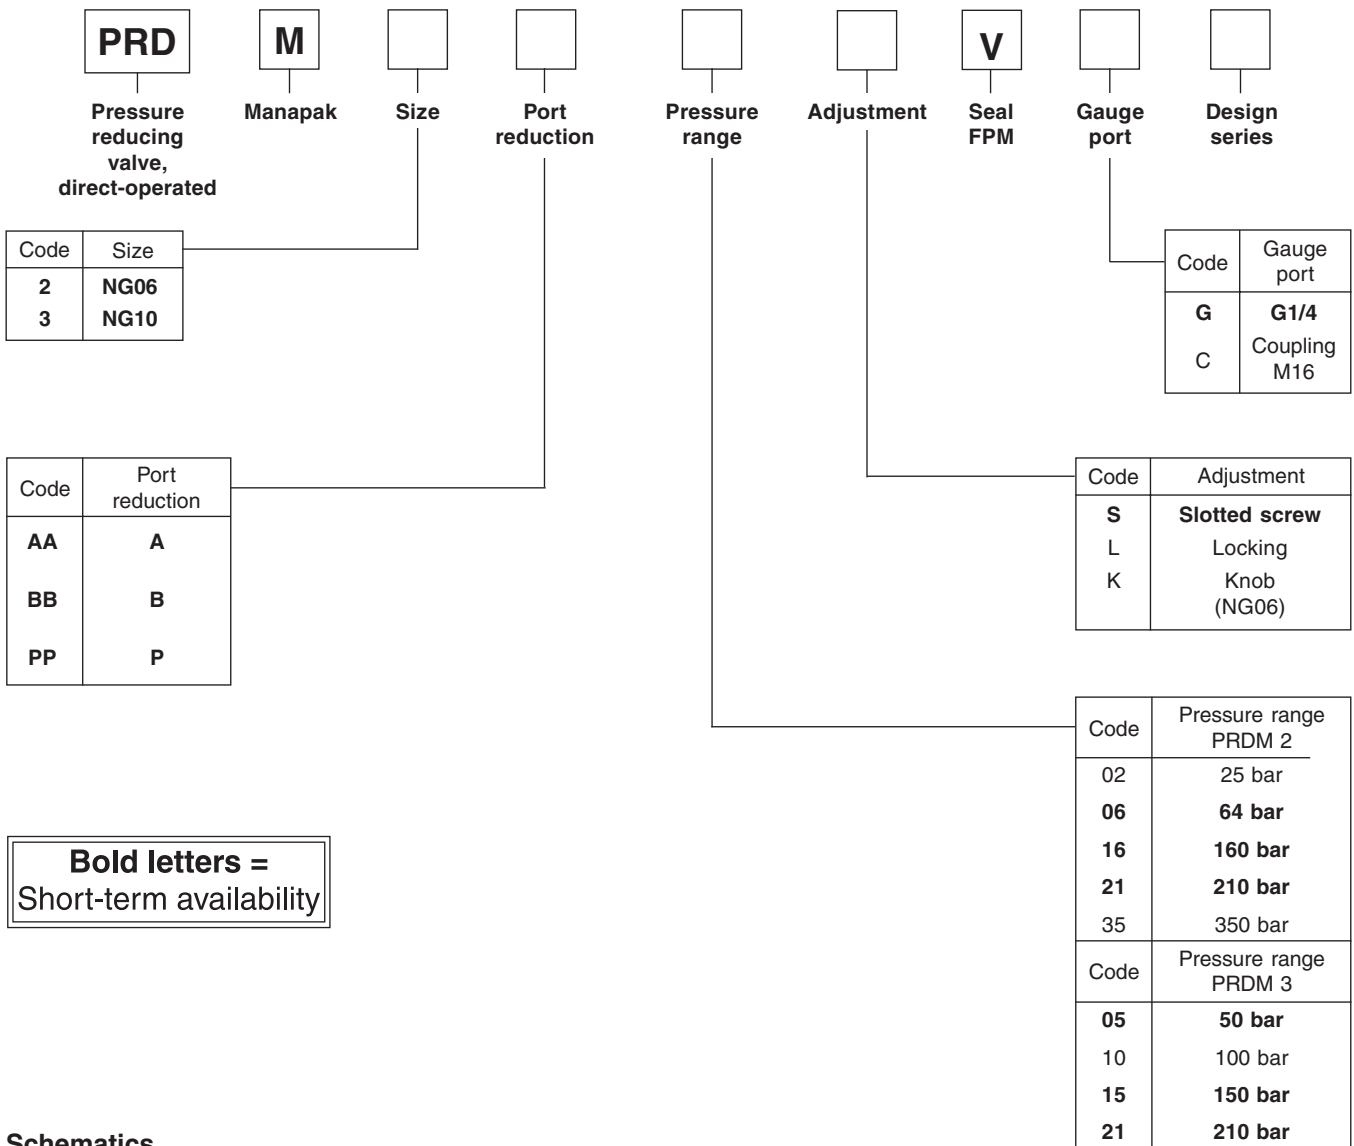 PRD M V
Pressure reducing valve, direct-operated
Manapak
Size
Port reduction
Pressure range
Adjustment
Seal FPM
Gauge port
Design series
Code Size
2 NG06
3 NG10
Code Gauge port
G G1/4
C Coupling M16
Code Port reduction
AA A
BB B
PP P
Code Adjustment
S Slotted screw
L Locking
K Knob (NG06)
Code Pressure range PRDM 2
02 25 bar
06 64 bar
16 160 bar
21 210 bar
35 350 bar
Code Pressure range PRDM 3
05 50 bar
10 100 bar
15 150 bar
21 210 bar
Bold letters =
Short-term availability
Schematics